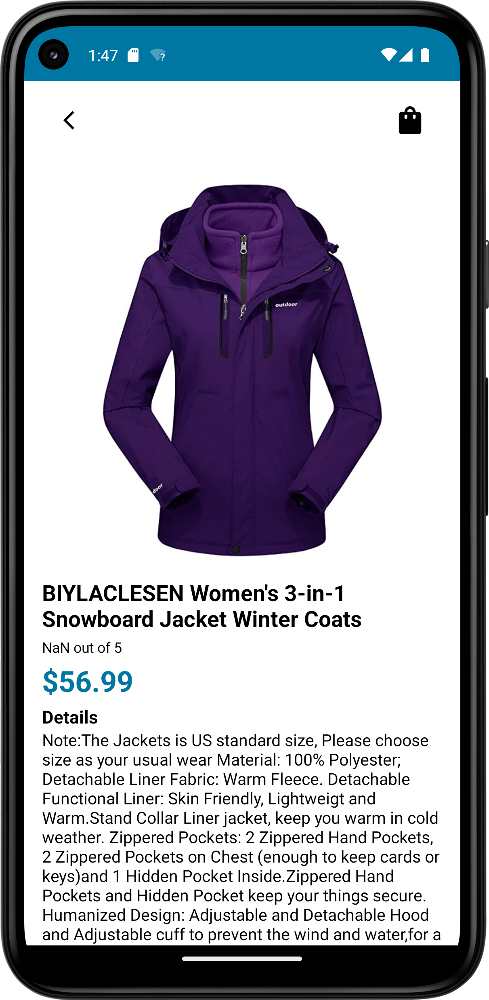 1:47
?
outdoor
door
BIYLACLESEN Women's 3-in-1
Snowboard Jacket Winter Coats
NaN out of 5
$56.99
Details
Note:The Jackets is US standard size, Please choose
size as your usual wear Material: 100% Polyester;
Detachable Liner Fabric: Warm Fleece. Detachable
Functional Liner: Skin Friendly, Lightweigt and
Warm.Stand Collar Liner jacket, keep you warm in cold
weather. Zippered Pockets: 2 Zippered Hand Pockets,
2 Zippered Pockets on Chest (enough to keep cards or
keys)and 1 Hidden Pocket Inside.Zippered Hand
Pockets and Hidden Pocket keep your things secure.
Humanized Design: Adjustable and Detachable Hood
and Adjustable cuff to prevent the wind and water,for a